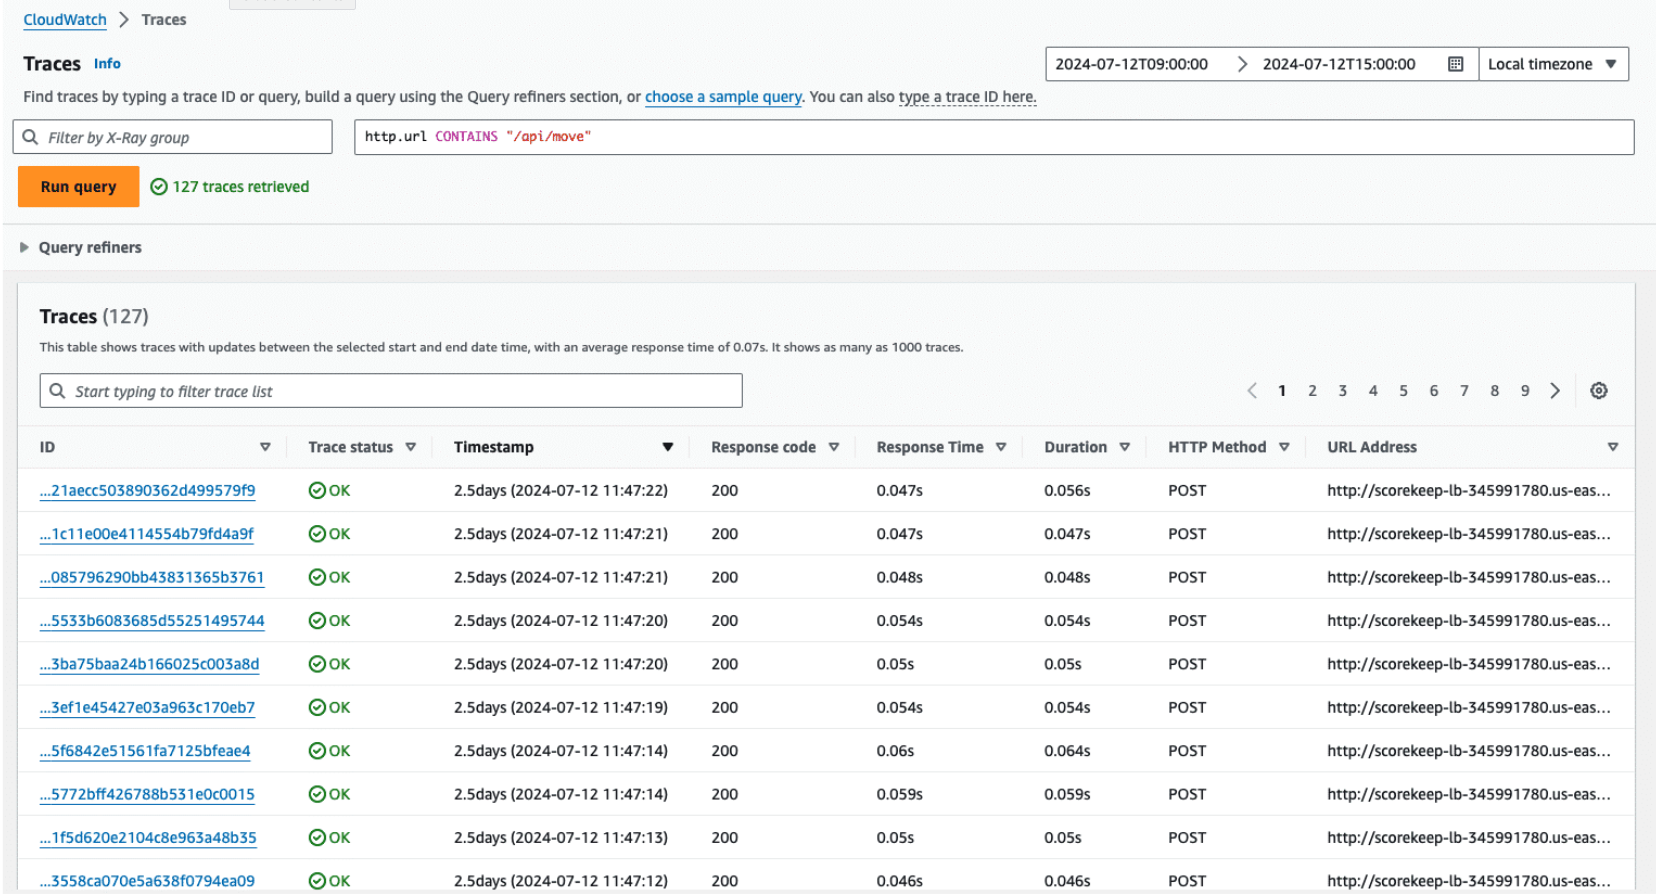 CloudWatch > Traces
Traces Info
2024-07-12T09:00:00 > 2024-07-12T15:00:00 Local timezone
Find traces by typing a trace ID or query, build a query using the Query refiners section, or choose a sample query. You can also type a trace ID here.
Filter by X-Ray group
http.url CONTAINS "/api/move"
Run query 127 traces retrieved
Query refiners
Traces (127)
This table shows traces with updates between the selected start and end date time, with an average response time of 0.07s. It shows as many as 1000 traces.
Start typing to filter trace list
1 2 3 4 5 6 7 8 9
ID Trace status Timestamp Response code Response Time Duration HTTP Method URL Address
...21aecc503890362d499579f9 OK 2.5days (2024-07-12 11:47:22) 200 0.047s 0.056s POST http://scorekeep-lb-345991780.us-eas...
...1c11e00e4114554b79fd4a9f OK 2.5days (2024-07-12 11:47:21) 200 0.047s 0.047s POST http://scorekeep-lb-345991780.us-eas...
...085796290bb43831365b3761 OK 2.5days (2024-07-12 11:47:21) 200 0.048s 0.048s POST http://scorekeep-lb-345991780.us-eas...
...5533b6083685d55251495744 OK 2.5days (2024-07-12 11:47:20) 200 0.054s 0.054s POST http://scorekeep-lb-345991780.us-eas...
...3ba75baa24b166025c003a8d OK 2.5days (2024-07-12 11:47:20) 200 0.05s 0.05s POST http://scorekeep-lb-345991780.us-eas...
...3ef1e45427e03a963c170eb7 OK 2.5days (2024-07-12 11:47:19) 200 0.054s 0.054s POST http://scorekeep-lb-345991780.us-eas...
...5f6842e51561fa7125bfeae4 OK 2.5days (2024-07-12 11:47:14) 200 0.06s 0.064s POST http://scorekeep-lb-345991780.us-eas...
...5772bff426788b531e0c0015 OK 2.5days (2024-07-12 11:47:14) 200 0.059s 0.059s POST http://scorekeep-lb-345991780.us-eas...
...1f5d620e2104c8e963a48b35 OK 2.5days (2024-07-12 11:47:13) 200 0.05s 0.05s POST http://scorekeep-lb-345991780.us-eas...
...3558ca070e5a638f0794ea09 OK 2.5days (2024-07-12 11:47:12) 200 0.046s 0.046s POST http://scorekeep-lb-345991780.us-eas...